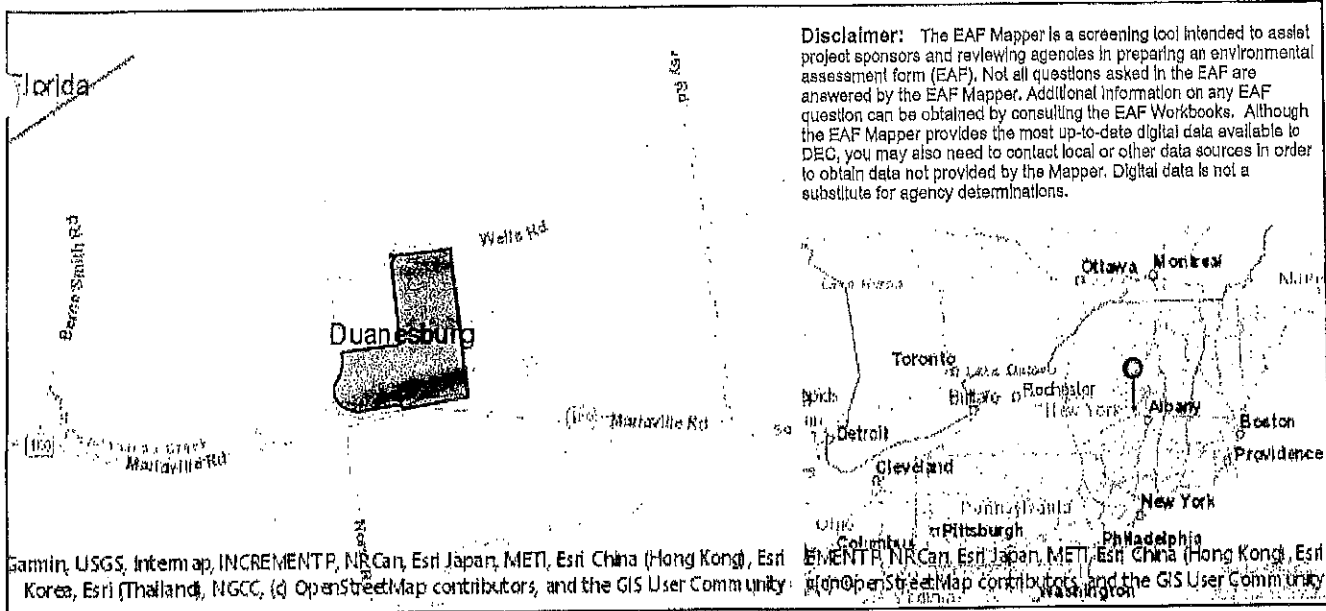 Disclaimer: The EAF Mapper is a screening tool intended to assist
project sponsors and reviewing agencies in preparing an environmental
assessment form (EAF). Not all questions asked in the EAF are
answered by the EAF Mapper. Additional information on any EAF
question can be obtained by consulting the EAF Workbooks. Although
the EAF Mapper provides the most up-to-date digital data available to
DEC, you may also need to contact local or other data sources in order
to obtain data not provided by the Mapper. Digital data is not a
substitute for agency determinations.
Florida
Wells Rd
Duanesburg
Mariaville Rd
Mariaville Rd
Garmin, USGS, Intermap, INCREMENT P, NRCan, Esri Japan, METI, Esri China (Hong Kong), Esri
Korea, Esri (Thailand), NGCC, (c) OpenStreetMap contributors, and the GIS User Community
Ottawa
Montreal
Toronto
Buffalo
Rochester
New York
Albany
Boston
Detroit
Providence
Cleveland
Pennsylvania
New York
Ohio
Columbus
Pittsburgh
Philadelphia
EMENT P, NRCan, Esri Japan, METI, Esri China (Hong Kong), Esri
OpenStreetMap contributors, and the GIS User Community
Washington